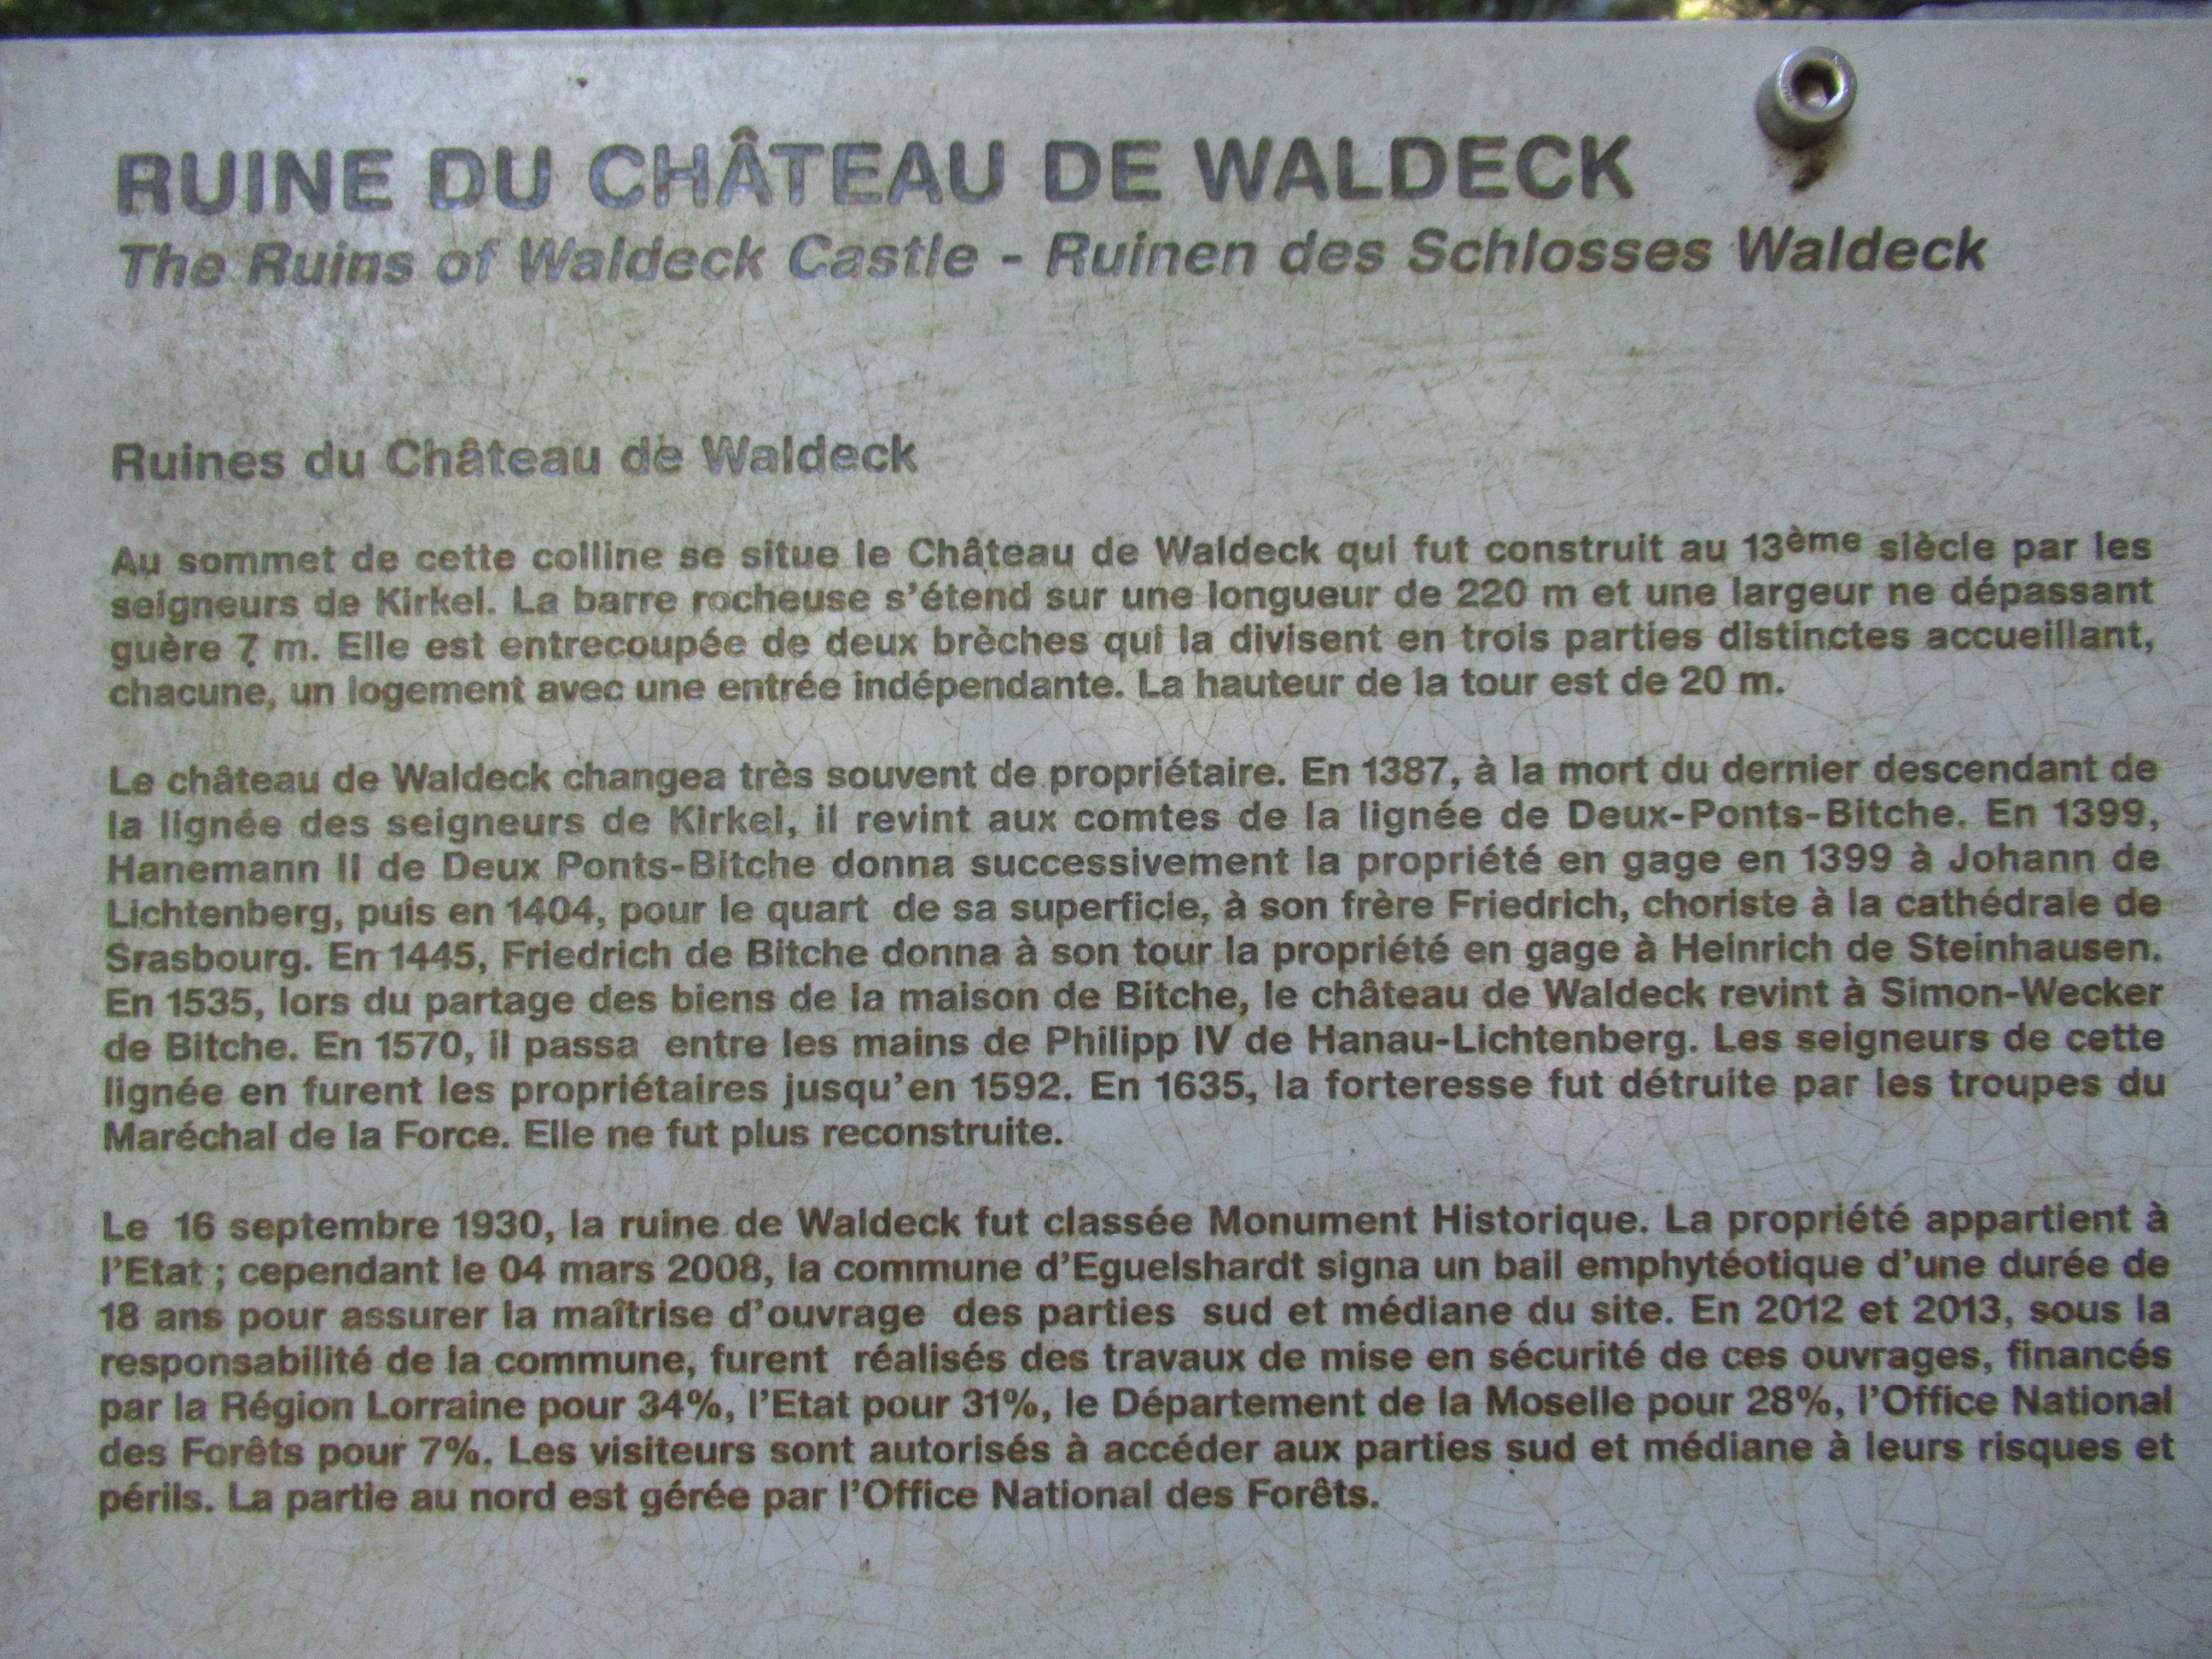 RUINE DU CHÂTEAU DE WALDECK
The Ruins of Waldeck Castle - Ruinen des Schlosses Waldeck
Ruines du Château de Waldeck
Au sommet de cette colline se situe le Château de Waldeck qui fut construit au 13ème siècle par les
seigneurs de Kirkel. La barre rocheuse s'étend sur une longueur de 220 m et une largeur ne dépassant
guère 7 m. Elle est entrecoupée de deux brèches qui la divisent en trois parties distinctes accueillant,
chacune, un logement avec une entrée indépendante. La hauteur de la tour est de 20 m.
Le château de Waldeck changea très souvent de propriétaire. En 1387, à la mort du dernier descendant de
la lignée des seigneurs de Kirkel, il revint aux comtes de la lignée de Deux-Ponts-Bitche. En 1399,
Hanemann II de Deux Ponts-Bitche donna successivement la propriété en gage en 1399 à Johann de
Lichtenberg, puis en 1404, pour le quart de sa superficie, à son frère Friedrich, choriste à la cathédrale de
Srasbourg. En 1445, Friedrich de Bitche donna à son tour la propriété en gage à Heinrich de Steinhausen.
En 1535, lors du partage des biens de la maison de Bitche, le château de Waldeck revint à Simon-Wecker
de Bitche. En 1570, il passa entre les mains de Philipp IV de Hanau-Lichtenberg. Les seigneurs de cette
lignée en furent les propriétaires jusqu'en 1592. En 1635, la forteresse fut détruite par les troupes du
Maréchal de la Force. Elle ne fut plus reconstruite.
Le 16 septembre 1930, la ruine de Waldeck fut classée Monument Historique. La propriété appartient à
l'Etat ; cependant le 04 mars 2008, la commune d'Eguelshardt signa un bail emphytéotique d'une durée de
18 ans pour assurer la maîtrise d'ouvrage des parties sud et médiane du site. En 2012 et 2013, sous la
responsabilité de la commune, furent réalisés des travaux de mise en sécurité de ces ouvrages, financés
par la Région Lorraine pour 34%, l'Etat pour 31%, le Département de la Moselle pour 28%, l'Office National
des Forêts pour 7%. Les visiteurs sont autorisés à accéder aux parties sud et médiane à leurs risques et
périls. La partie au nord est gérée par l'Office National des Forêts.